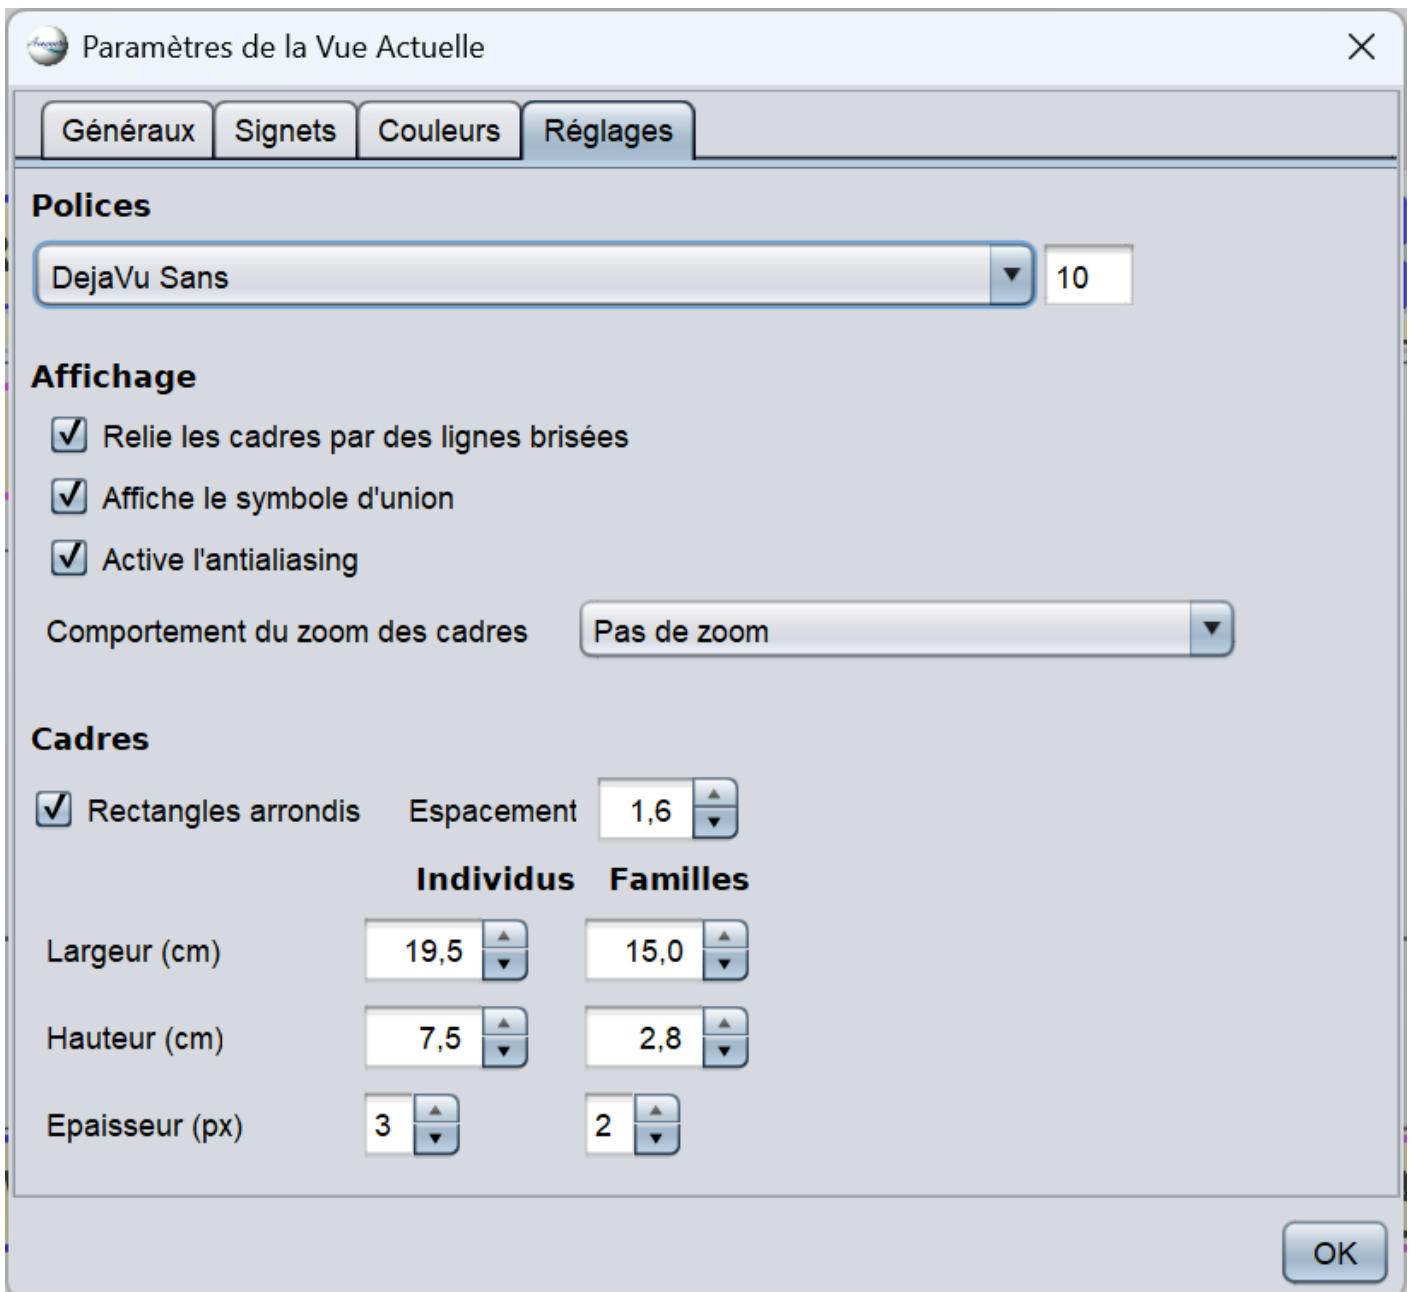 Paramètres de la Vue Actuelle
Généraux Signets Couleurs Réglages
Polices
DejaVu Sans 10
Affichage
Relie les cadres par des lignes brisées
Affiche le symbole d'union
Active l'antialiasing
Comportement du zoom des cadres Pas de zoom
Cadres
Rectangles arrondis Espacement 1,6
Individus Familles
Largeur (cm) 19,5 15,0
Hauteur (cm) 7,5 2,8
Epaisseur (px) 3 2
OK